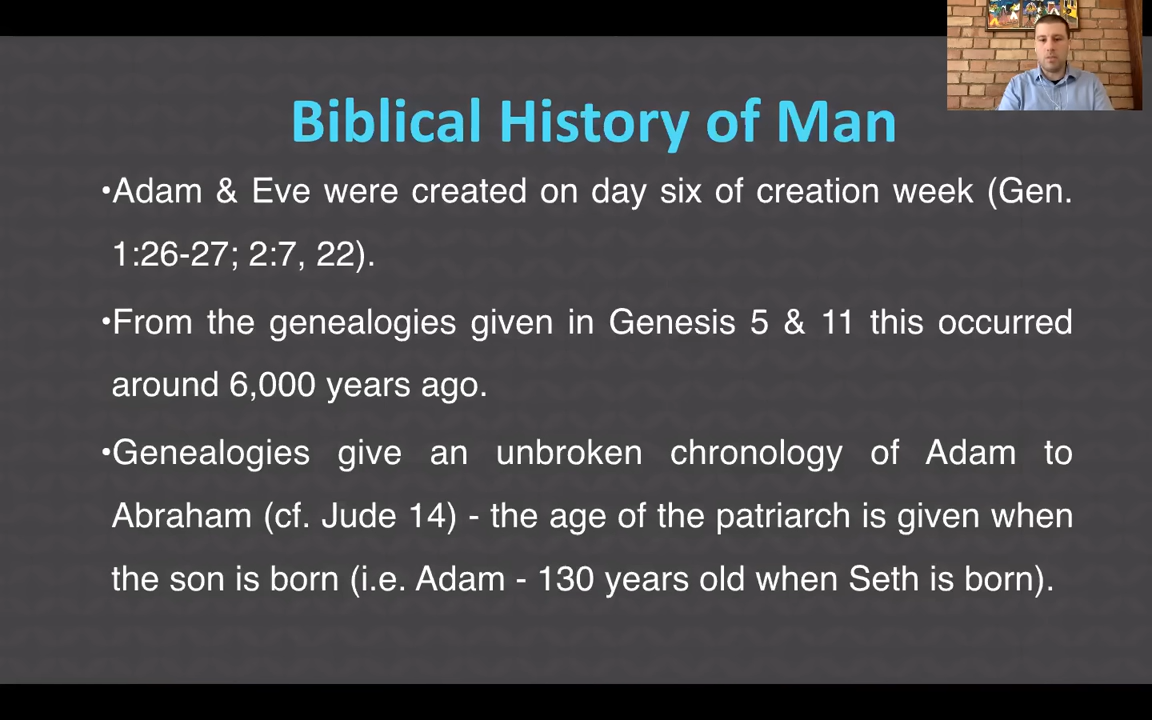 Biblical History of Man
•Adam & Eve were created on day six of creation week (Gen.
1:26-27; 2:7, 22).
•From the genealogies given in Genesis 5 & 11 this occurred
around 6,000 years ago.
•Genealogies give an unbroken chronology of Adam to
Abraham (cf. Jude 14) - the age of the patriarch is given when
the son is born (i.e. Adam - 130 years old when Seth is born).